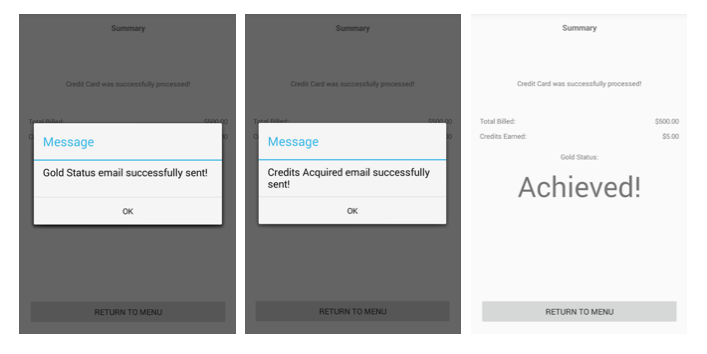 Summary
Credit Card was successfully processed!
Total Billed: $500.00
Message
Gold Status email successfully sent!
OK
RETURN TO MENU
Summary
Credit Card was successfully processed!
Total Billed: $500.00
Message
Credits Acquired email successfully
sent!
OK
RETURN TO MENU
Summary
Credit Card was successfully processed!
Total Billed: $500.00
Credits Earned: $5.00
Gold Status:
Achieved!
RETURN TO MENU